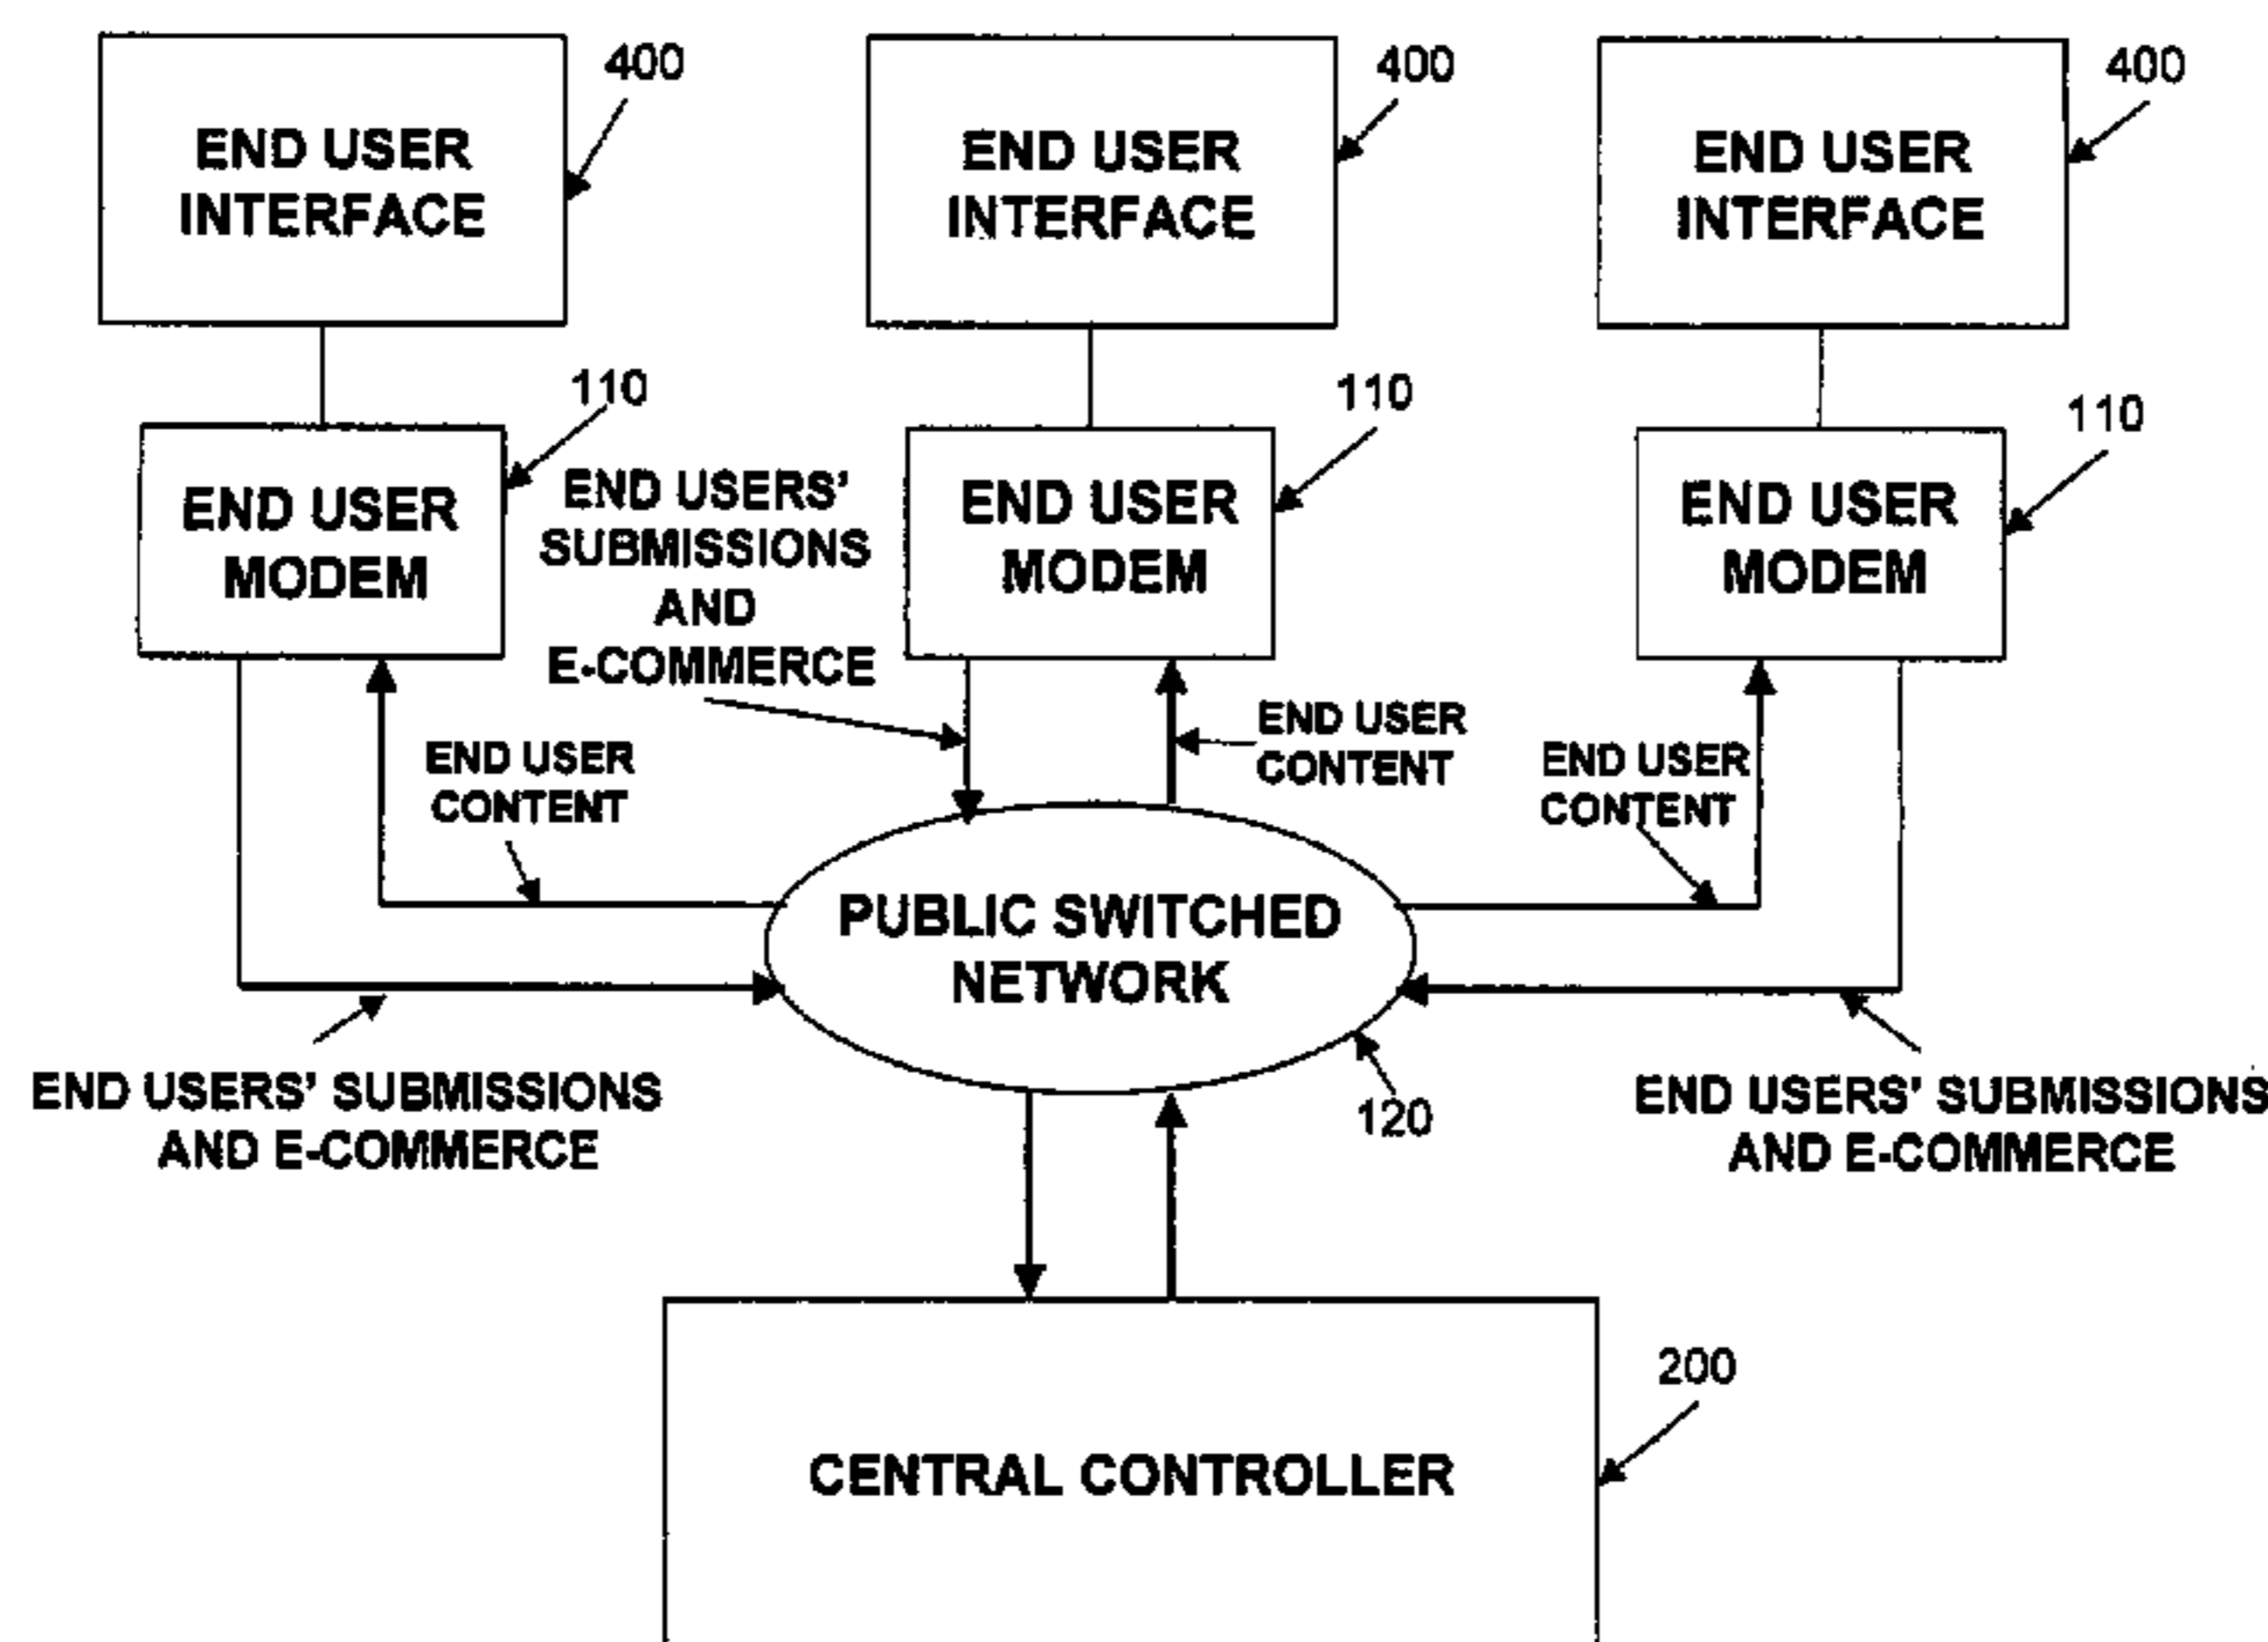 400
400
400
END USER
INTERFACE
END USER
INTERFACE
END USER
INTERFACE
110
110
110
END USER
MODEM
END USERS'
SUBMISSIONS
AND
E-COMMERCE
END USER
MODEM
END USER
MODEM
END USER
CONTENT
END USER
CONTENT
END USER
CONTENT
PUBLIC SWITCHED
NETWORK
END USERS' SUBMISSIONS
AND E-COMMERCE
120
END USERS' SUBMISSIONS
AND E-COMMERCE
200
CENTRAL CONTROLLER